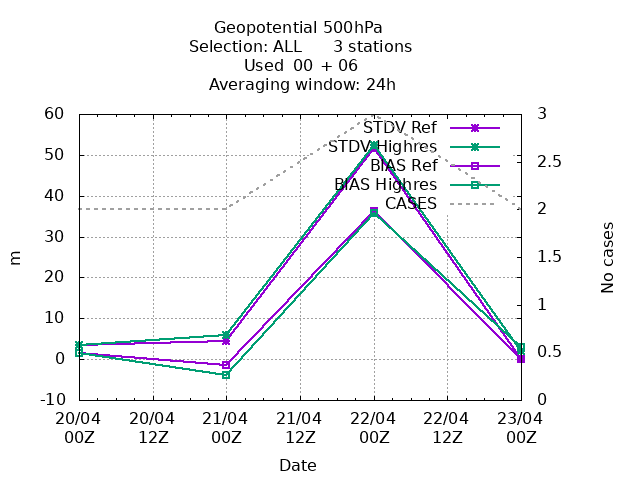 Geopotential 500hPa
Selection: ALL 3 stations
Used 00 + 06
Averaging window: 24h
60
50
40
30
20
10
0
-10
3
2.5
2
1.5
1
0.5
0
m
No cases
STDV Ref
STDV Highres
BIAS Ref
BIAS Highres
CASES
20/04 20/04 21/04 21/04 22/04 22/04 23/04
00Z 12Z 00Z 12Z 00Z 12Z 00Z
Date